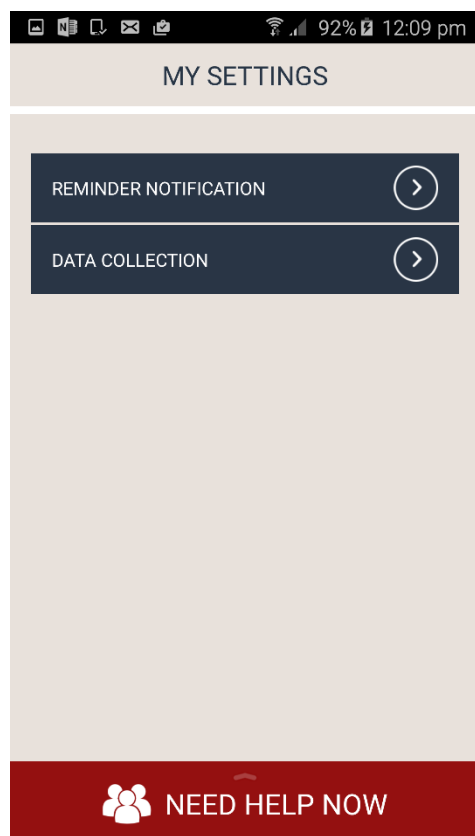 N 92% 12:09 pm
MY SETTINGS
REMINDER NOTIFICATION
DATA COLLECTION
NEED HELP NOW